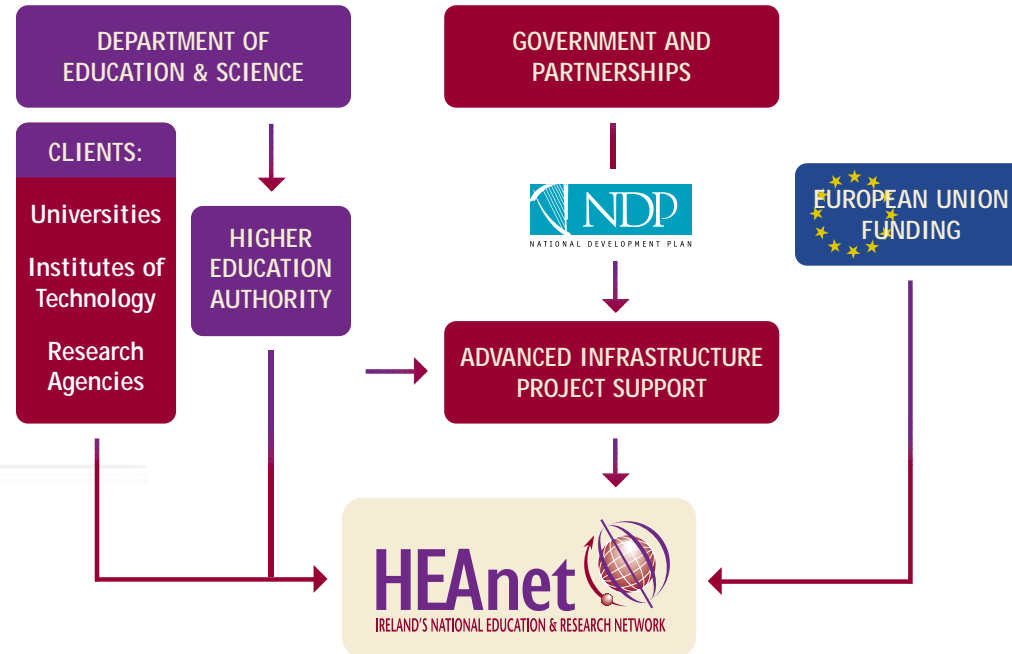 DEPARTMENT OF
EDUCATION & SCIENCE
GOVERNMENT AND
PARTNERSHIPS
CLIENTS:
Universities
Institutes of
Technology
Research
Agencies
HIGHER
EDUCATION
AUTHORITY
NDP
NATIONAL DEVELOPMENT PLAN
EUROPEAN UNION
FUNDING
ADVANCED INFRASTRUCTURE
PROJECT SUPPORT
HEAnet
IRELAND'S NATIONAL EDUCATION & RESEARCH NETWORK